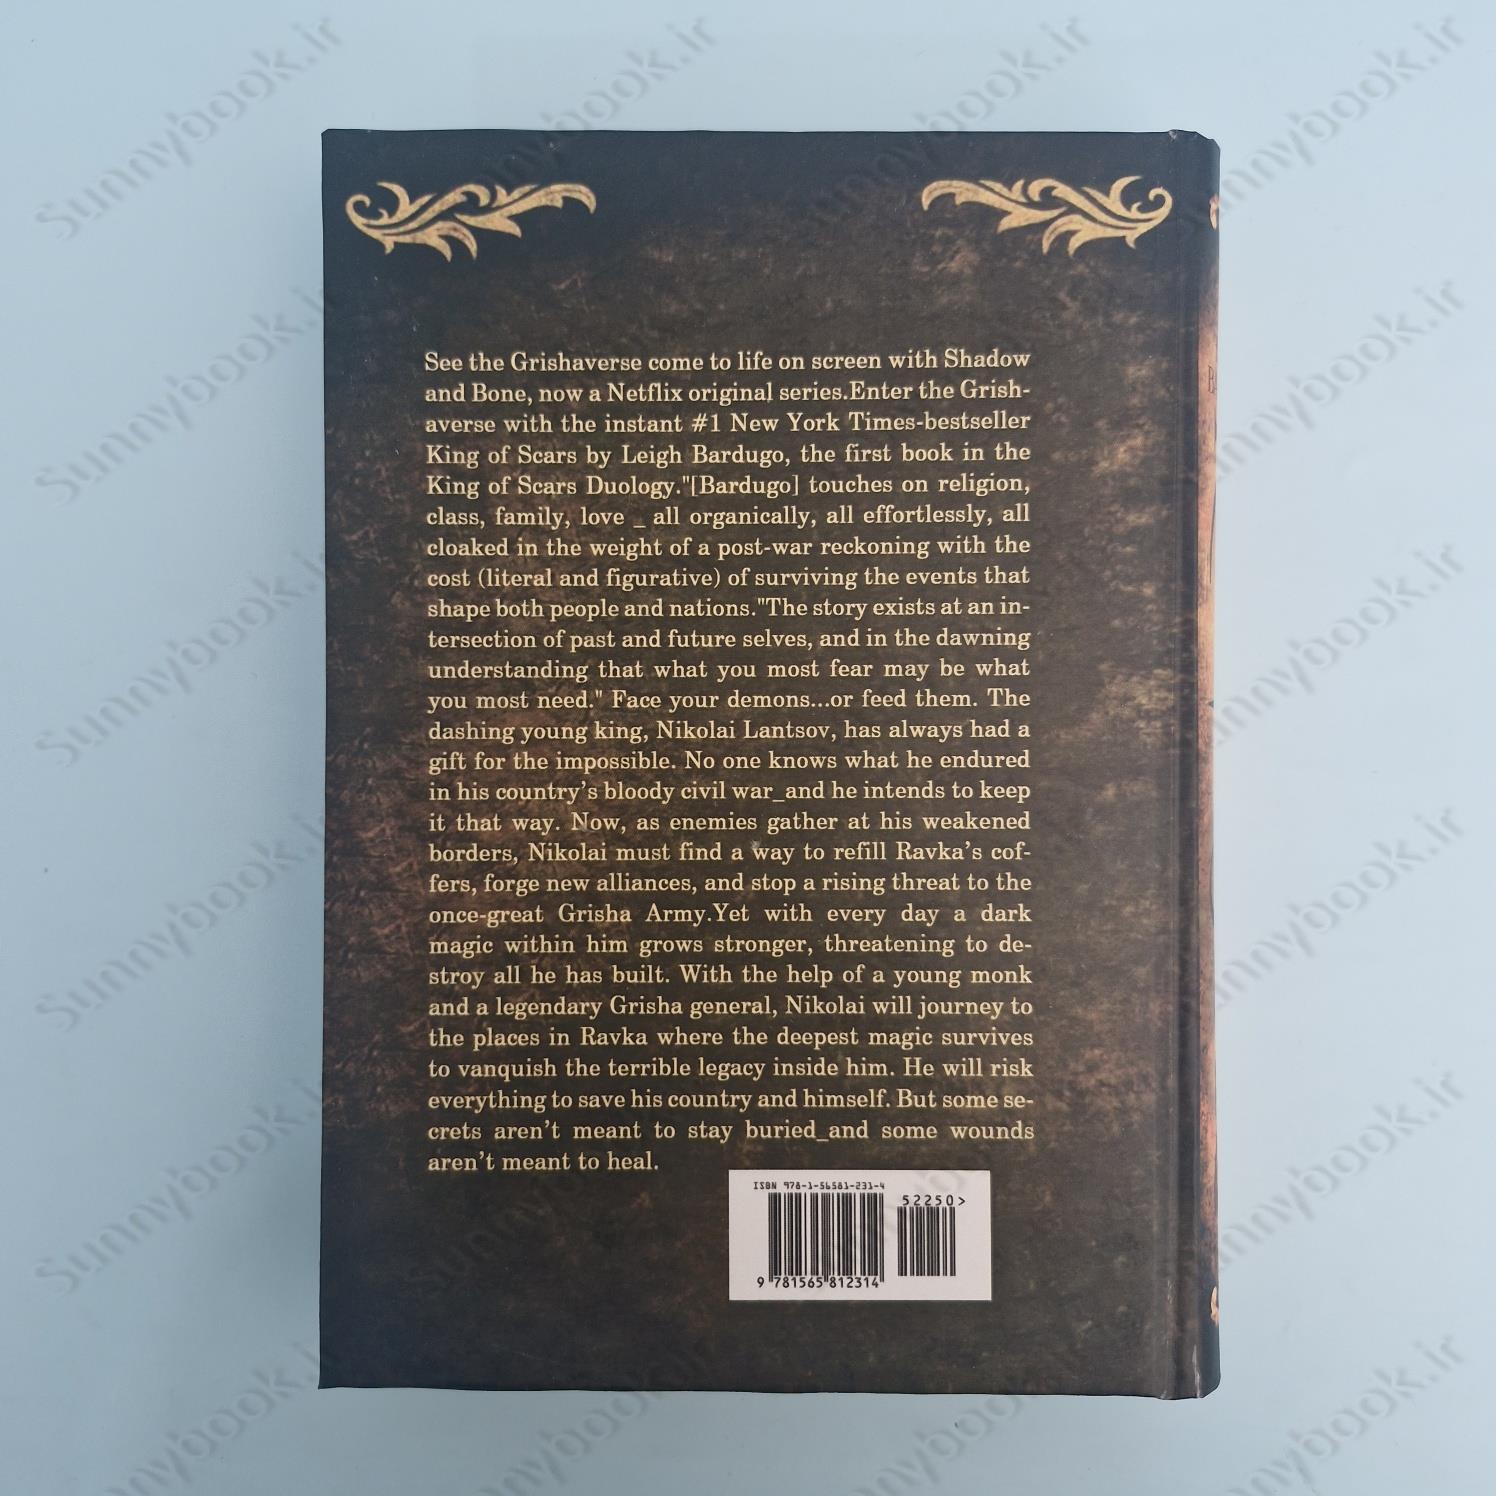 See the Grishaverse come to life on screen with Shadow
and Bone, now a Netflix original series.Enter the Grish-
averse with the instant #1 New York Times-bestseller
King of Scars by Leigh Bardugo, the first book in the
King of Scars Duology."[Bardugo] touches on religion,
class, family, love _ all organically, all effortlessly, all
cloaked in the weight of a post-war reckoning with the
cost (literal and figurative) of surviving the events that
shape both people and nations."The story exists at an in-
tersection of past and future selves, and in the dawning
understanding that what you most fear may be what
you most need." Face your demons...or feed them. The
dashing young king, Nikolai Lantsov, has always had a
gift for the impossible. No one knows what he endured
in his country's bloody civil war_and he intends to keep
it that way. Now, as enemies gather at his weakened
borders, Nikolai must find a way to refill Ravka's cof-
fers, forge new alliances, and stop a rising threat to the
once-great Grisha Army.Yet with every day a dark
magic within him grows stronger, threatening to de-
stroy all he has built. With the help of a young monk
and a legendary Grisha general, Nikolai will journey to
the places in Ravka where the deepest magic survives
to vanquish the terrible legacy inside him. He will risk
everything to save his country and himself. But some se-
crets aren't meant to stay buried_and some wounds
aren't meant to heal.
ISBN 978-1-56581-231-4
52250>
9 781565 812314
Sunnybook.ir